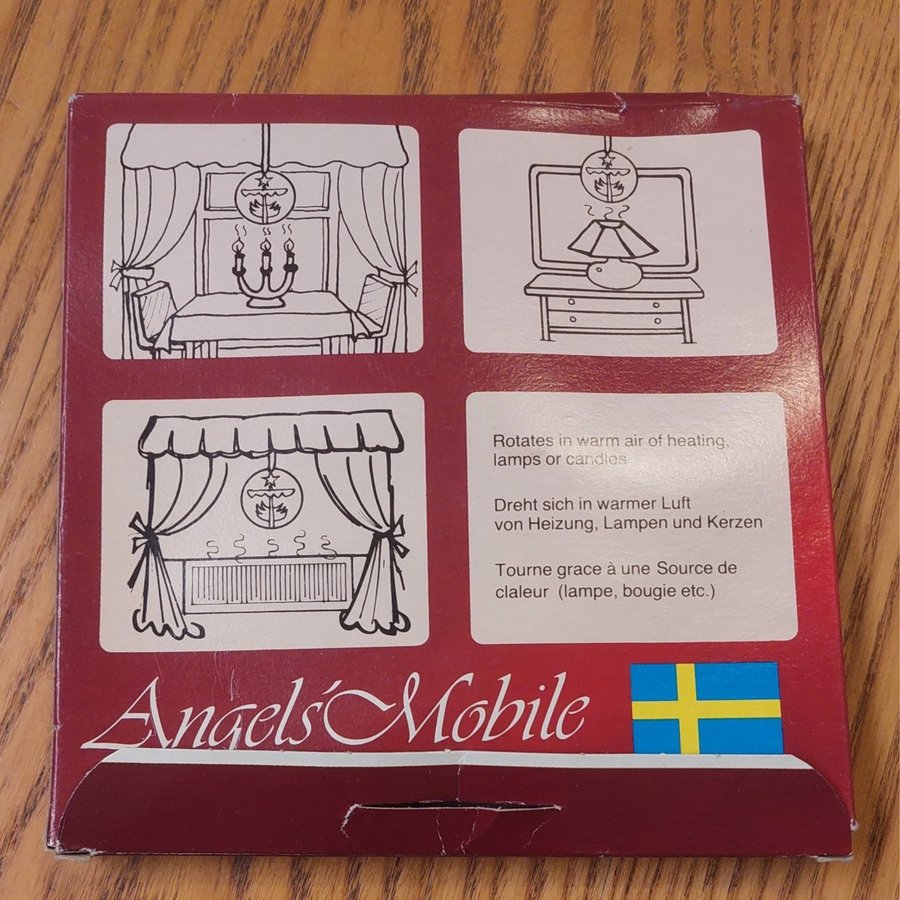 Rotates in warm air of heating,
lamps or candles
Dreht sich in warmer Luft
von Heizung, Lampen und Kerzen
Tourne grace à une Source de
claleur (lampe, bougie etc.)
Angels' Mobile